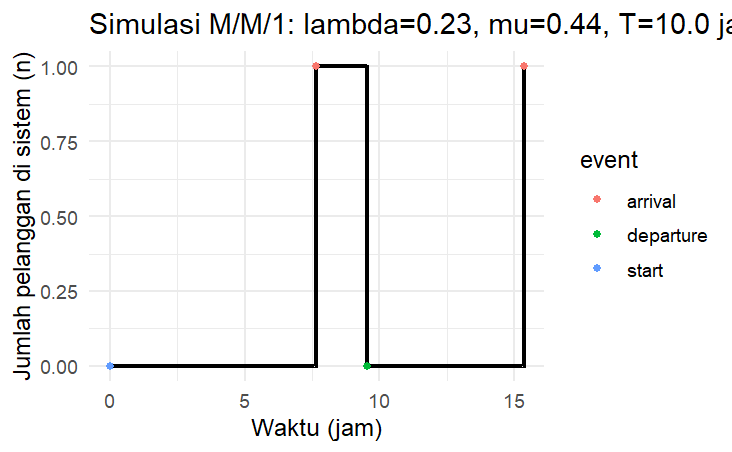 Simulasi M/M/1: lambda=0.23, mu=0.44, T=10.0 ja
Jumlah pelanggan di sistem (n)
1.00
0.75
0.50
0.25
0.00
0 5 10 15
Waktu (jam)
event
arrival
departure
start